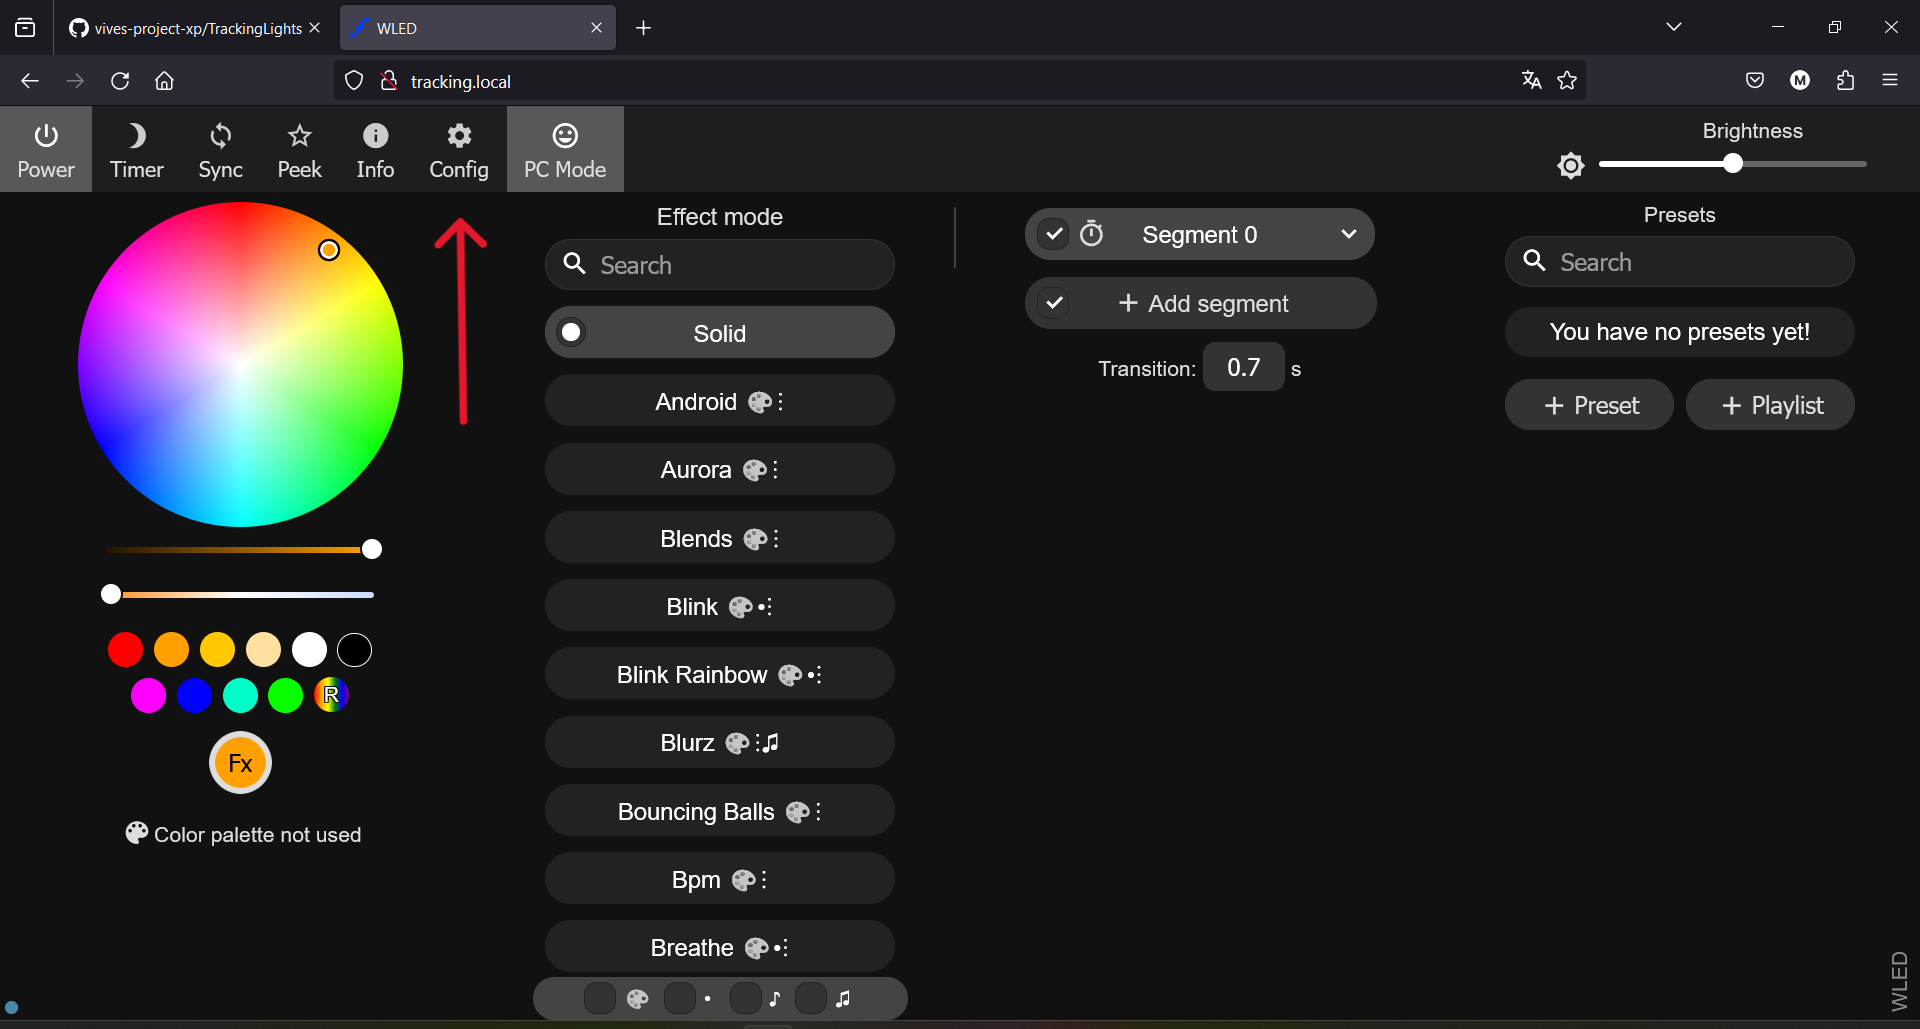 vives-project-xp/TrackingLights
WLED
tracking.local
M
Power
Timer
Sync
Peek
Info
Config
PC Mode
Brightness
R
Fx
Color palette not used
Effect mode
Search
Solid
Android
Aurora
Blends
Blink
Blink Rainbow
Blurz
Bouncing Balls
Bpm
Breathe
Segment 0
+ Add segment
Transition: 0.7 s
Presets
Search
You have no presets yet!
+ Preset
+ Playlist
WLED